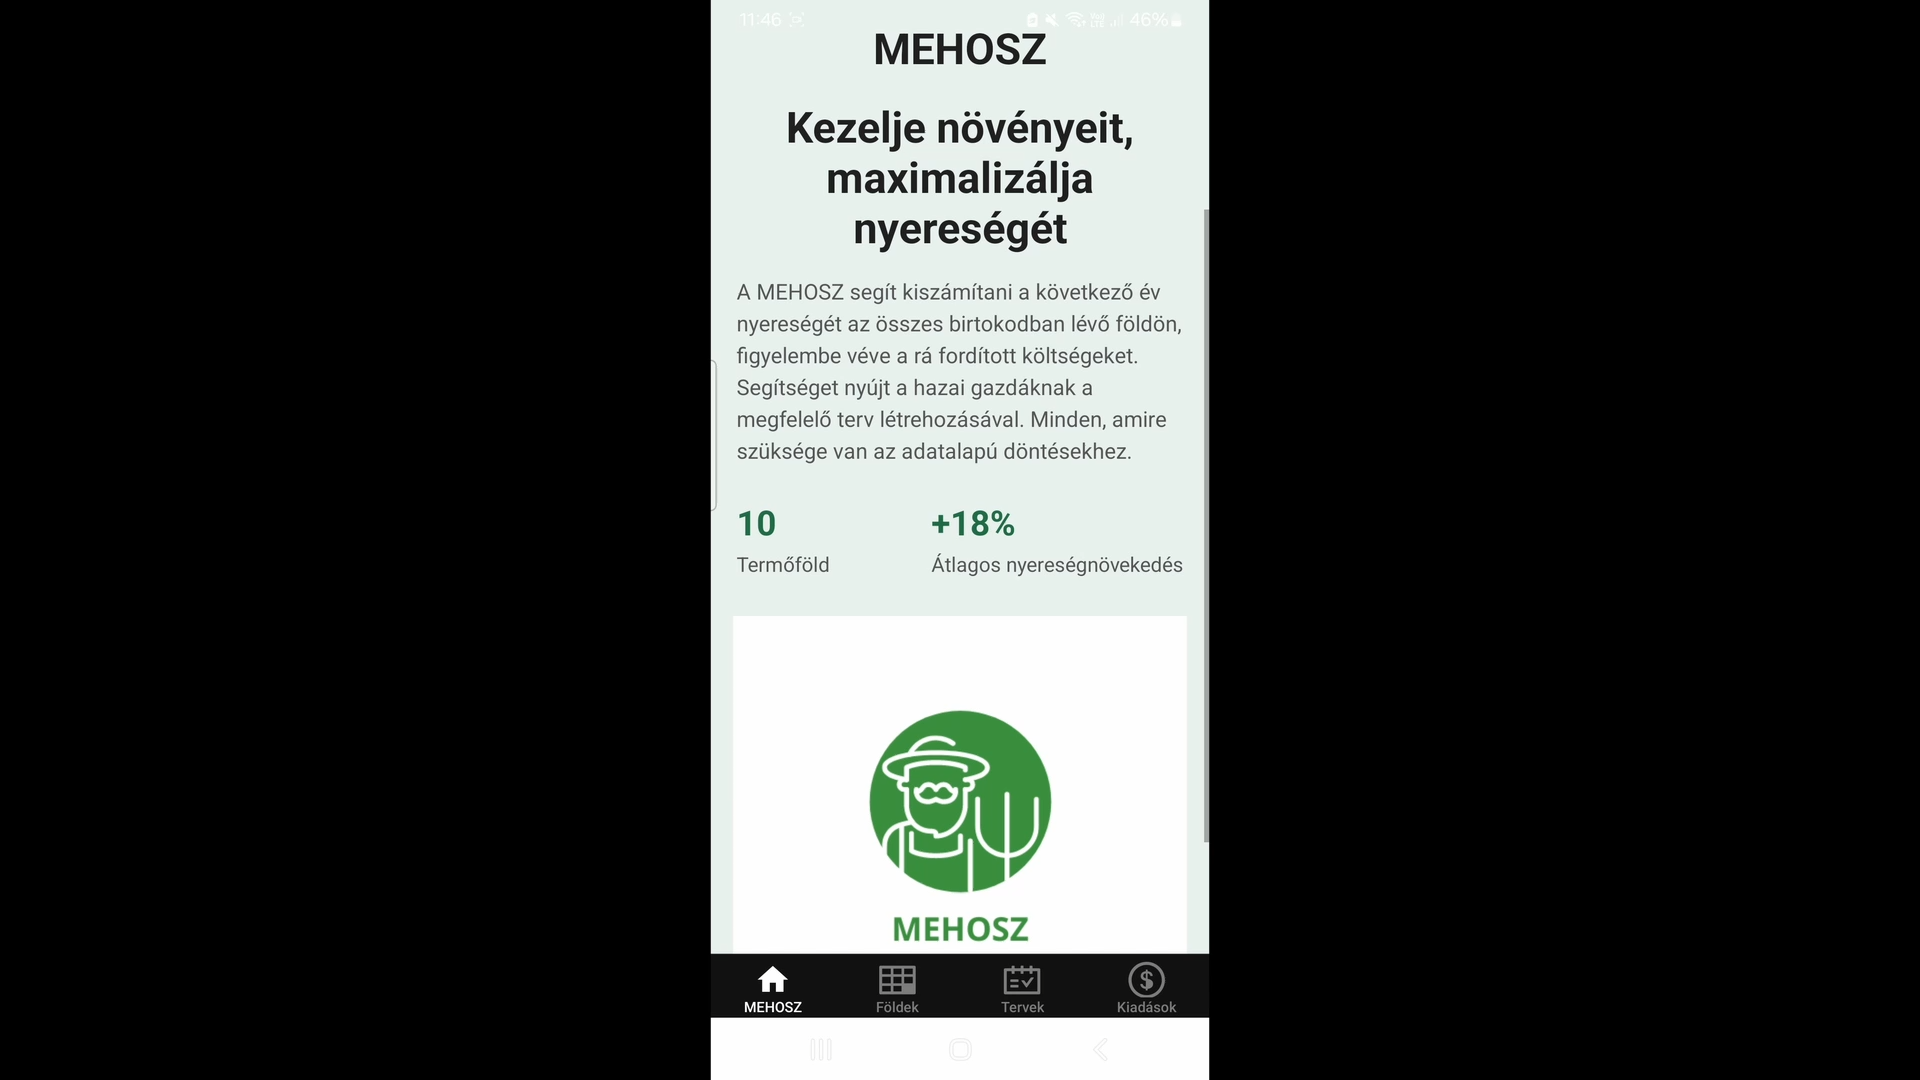 11:46 46%
MEHOSZ
Kezelje növényeit,
maximalizálja
nyereségét
A MEHOSZ segít kiszámítani a következő év
nyereségét az összes birtokodban lévő földön,
figyelembe véve a rá fordított költségeket.
Segítséget nyújt a hazai gazdáknak a
megfelelő terv létrehozásával. Minden, amire
szüksége van az adatalapú döntésekhez.
10 +18%
Termőföld Átlagos nyereségnövekedés
MEHOSZ
MEHOSZ Földek Tervek Kiadások